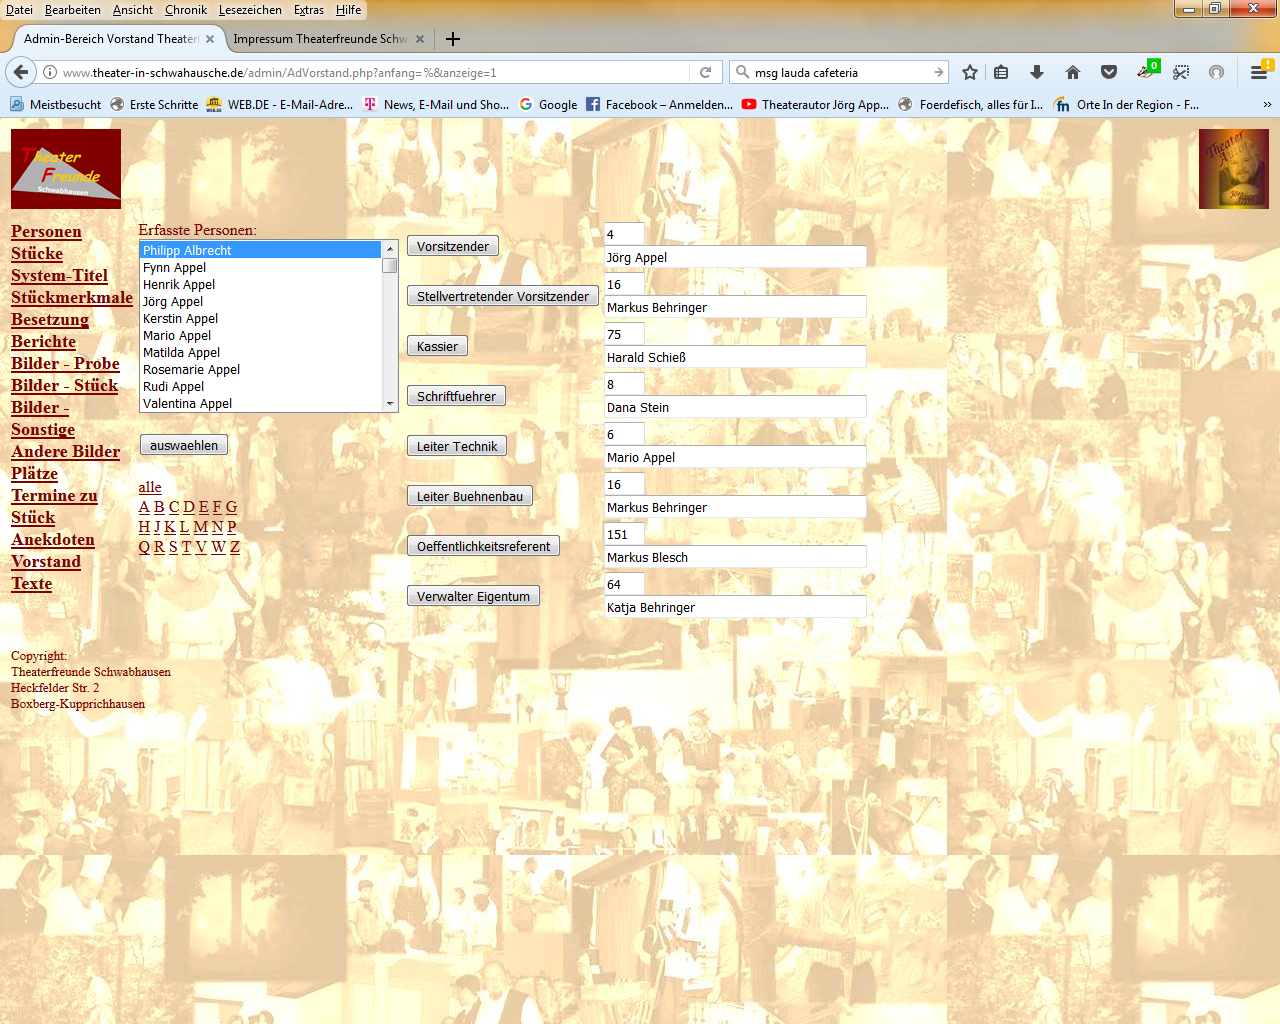 Datei Bearbeiten Ansicht Chronik Lesezeichen Extras Hilfe
Admin-Bereich Vorstand Theaterf
Impressum Theaterfreunde Schwa
www.theater-in-schwahausche.de/admin/AdVorstand.php?anfang=%&anzeige=1
msg lauda cafeteria
0
!
Meistbesucht Erste Schritte WEB.DE - E-Mail-Adre... News, E-Mail und Sho... Google Facebook – Anmelden... Theaterautor Jörg App... Foerdefisch, alles für I... Orte In der Region - F... »
Theater
Freunde
Schwabhausen
Theater
Autor
Jörg Appel
Personen
Stücke
System-Titel
Stückmerkmale
Besetzung
Berichte
Bilder - Probe
Bilder - Stück
Bilder -
Sonstige
Andere Bilder
Plätze
Termine zu
Stück
Anekdoten
Vorstand
Texte
Erfasste Personen:
Philipp Albrecht
Fynn Appel
Henrik Appel
Jörg Appel
Kerstin Appel
Mario Appel
Matilda Appel
Rosemarie Appel
Rudi Appel
Valentina Appel
auswaehlen
alle
A B C D E F G
H J K L M N P
Q R S T V W Z
Vorsitzender
4
Jörg Appel
Stellvertretender Vorsitzender
16
Markus Behringer
Kassier
75
Harald Schieß
Schriftfuehrer
8
Dana Stein
Leiter Technik
6
Mario Appel
Leiter Buehnenbau
16
Markus Behringer
Oeffentlichkeitsreferent
151
Markus Blesch
Verwalter Eigentum
64
Katja Behringer
Copyright:
Theaterfreunde Schwabhausen
Heckfelder Str. 2
Boxberg-Kupprichhausen